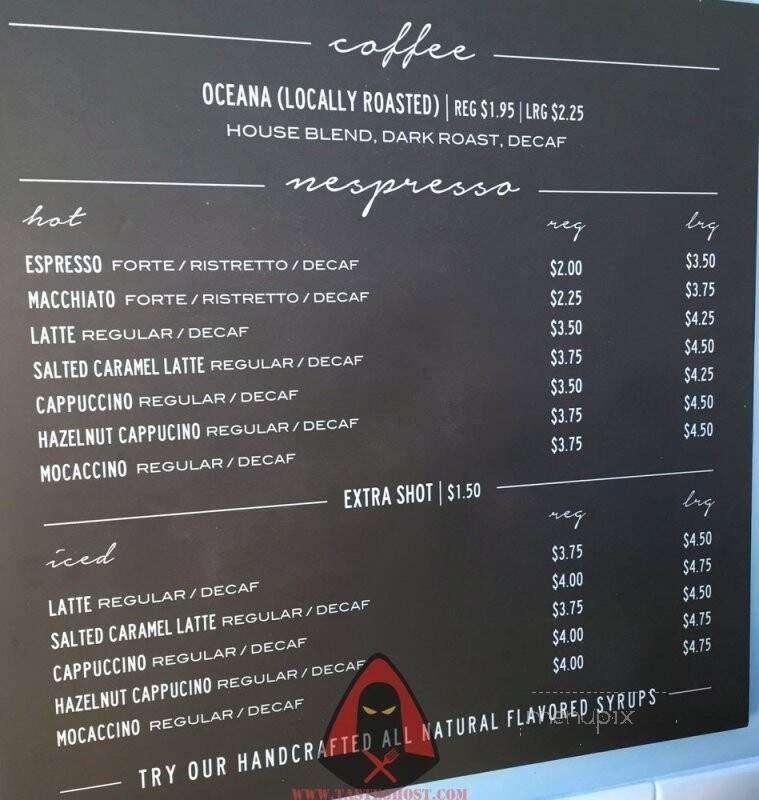 coffee
OCEANA (LOCALLY ROASTED) | REG $1.95 | LRG $2.25
HOUSE BLEND, DARK ROAST, DECAF
nespresso
hot reg lrg
ESPRESSO FORTE / RISTRETTO / DECAF $2.00 $3.50
MACCHIATO FORTE / RISTRETTO / DECAF $2.25 $3.75
LATTE REGULAR / DECAF $3.50 $4.25
SALTED CARAMEL LATTE REGULAR / DECAF $3.75 $4.50
CAPPUCCINO REGULAR / DECAF $3.50 $4.25
HAZELNUT CAPPUCINO REGULAR / DECAF $3.75 $4.50
MOCACCINO REGULAR / DECAF $3.75 $4.50
EXTRA SHOT | $1.50
iced reg lrg
LATTE REGULAR / DECAF $3.75 $4.50
SALTED CARAMEL LATTE REGULAR / DECAF $4.00 $4.75
CAPPUCCINO REGULAR / DECAF $3.75 $4.50
HAZELNUT CAPPUCINO REGULAR / DECAF $4.00 $4.75
MOCACCINO REGULAR / DECAF $4.00 $4.75
TRY OUR HANDCRAFTED ALL NATURAL FLAVORED SYRUPS
menupix